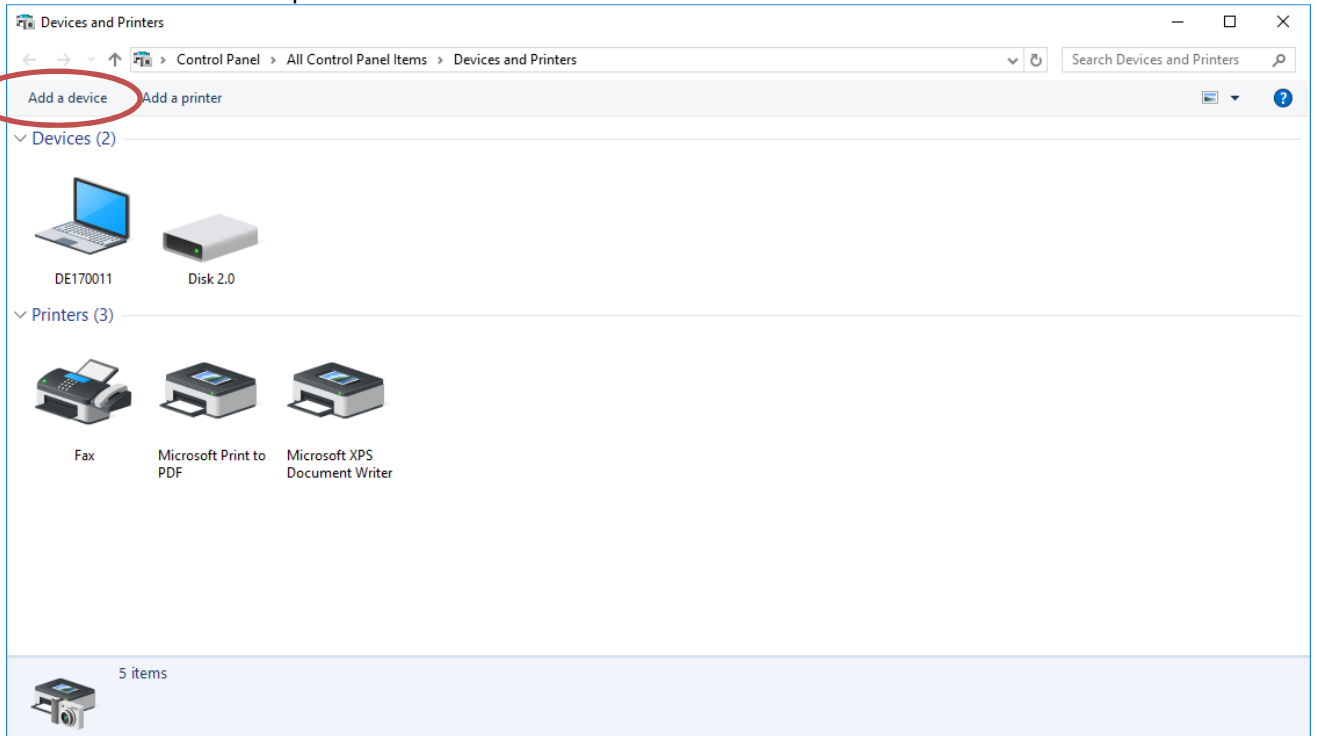 Devices and Printers
Control Panel > All Control Panel Items > Devices and Printers
Search Devices and Printers
Add a device Add a printer
Devices (2)
DE170011 Disk 2.0
Printers (3)
Fax Microsoft Print to Microsoft XPS
PDF Document Writer
5 items